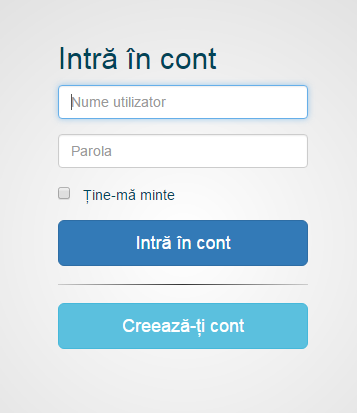 Intră în cont
Nume utilizator
Parola
Ține-mă minte
Intră în cont
Creează-ți cont